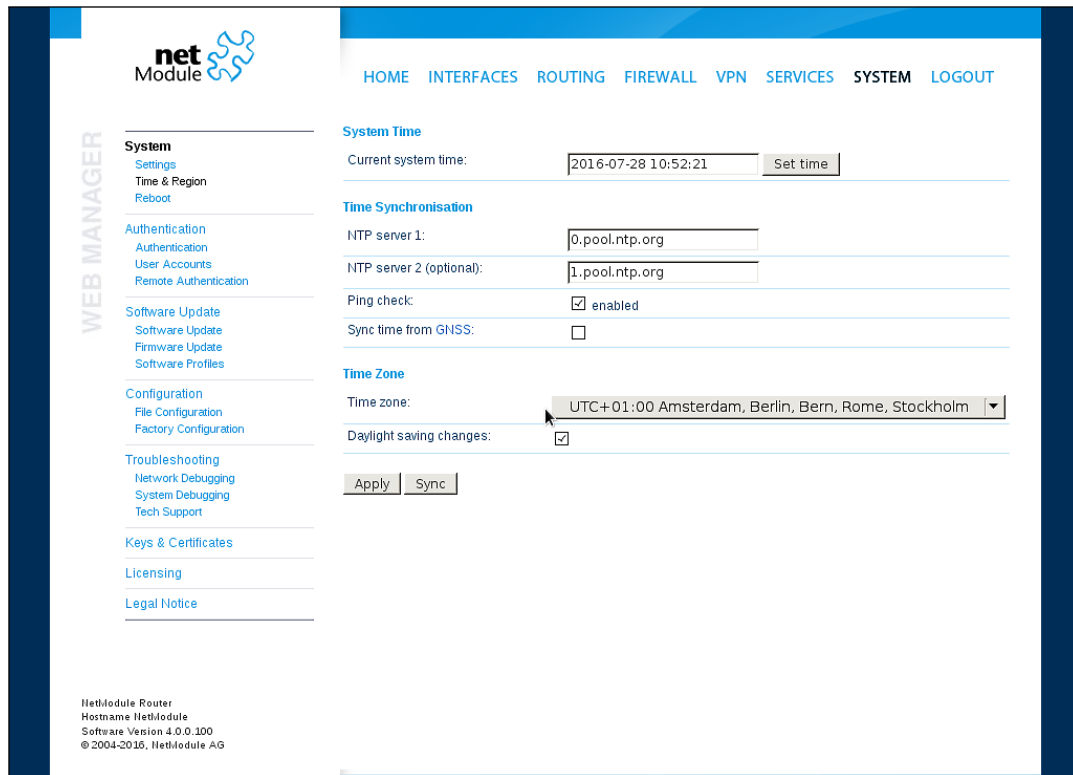 net
Module
HOME INTERFACES ROUTING FIREWALL VPN SERVICES SYSTEM LOGOUT
WEB MANAGER
System
Settings
Time & Region
Reboot
Authentication
Authentication
User Accounts
Remote Authentication
Software Update
Software Update
Firmware Update
Software Profiles
Configuration
File Configuration
Factory Configuration
Troubleshooting
Network Debugging
System Debugging
Tech Support
Keys & Certificates
Licensing
Legal Notice
System Time
Current system time: 2016-07-28 10:52:21 Set time
Time Synchronisation
NTP server 1: 0.pool.ntp.org
NTP server 2 (optional): 1.pool.ntp.org
Ping check: enabled
Sync time from GNSS:
Time Zone
Time zone: UTC+01:00 Amsterdam, Berlin, Bern, Rome, Stockholm
Daylight saving changes:
Apply Sync
NetModule Router
Hostname NetModule
Software Version 4.0.0.100
© 2004-2016, NetModule AG